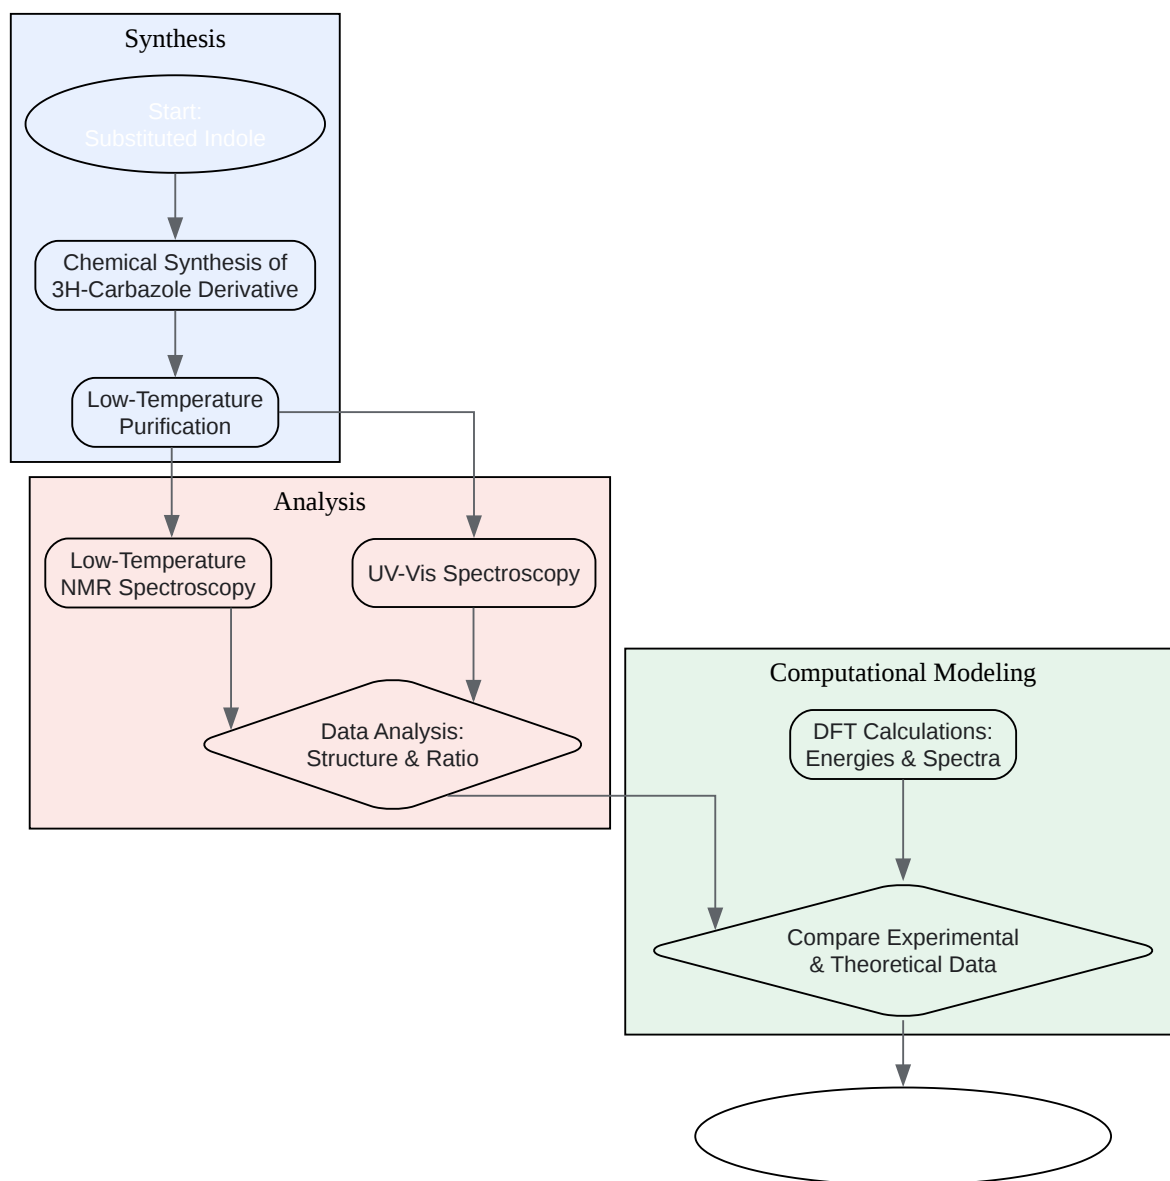 Synthesis
Start:
Substituted Indole
Chemical Synthesis of
3H-Carbazole Derivative
Low-Temperature
Purification
Analysis
Low-Temperature
NMR Spectroscopy
UV-Vis Spectroscopy
Data Analysis:
Structure & Ratio
Computational Modeling
DFT Calculations:
Energies & Spectra
Compare Experimental
& Theoretical Data